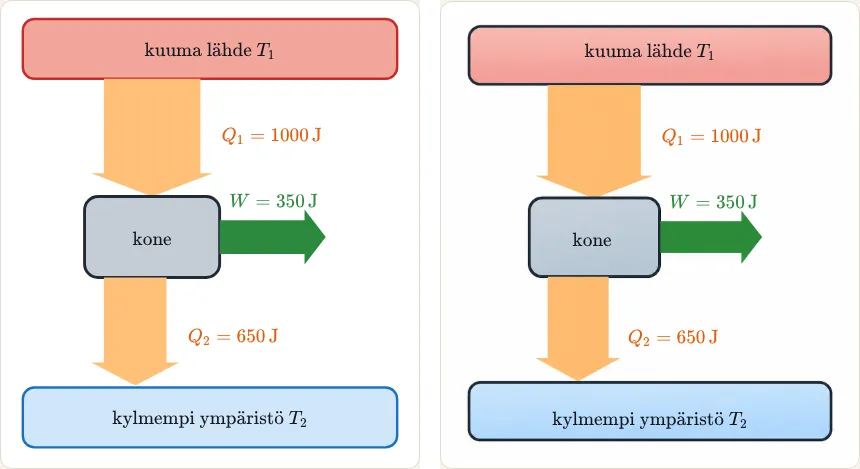 kuuma lähde T₁
Q₁ = 1000 J
W = 350 J
kone
Q₂ = 650 J
kylmempi ympäristö T₂
kuuma lähde T₁
Q₁ = 1000 J
W = 350 J
kone
Q₂ = 650 J
kylmempi ympäristö T₂